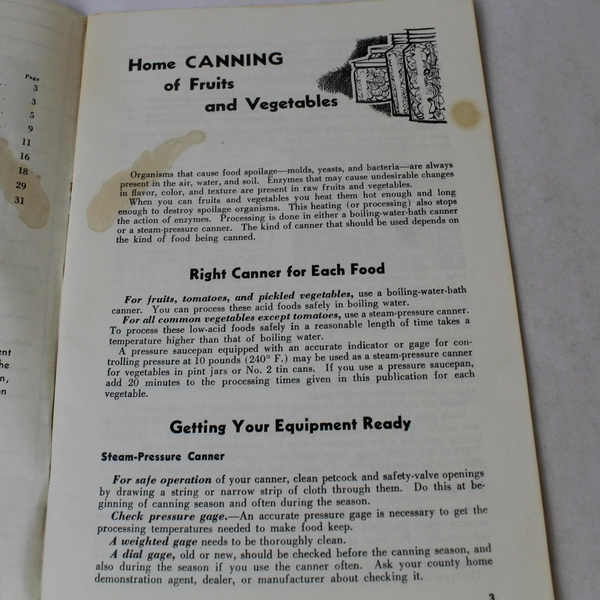 Page
3
3
5
9
11
16
18
29
31
Home CANNING
of Fruits
and Vegetables
Organisms that cause food spoilage—molds, yeasts, and bacteria—are always
present in the air, water, and soil. Enzymes that may cause undesirable changes
in flavor, color, and texture are present in raw fruits and vegetables.
When you can fruits and vegetables you heat them hot enough and long
enough to destroy spoilage organisms. This heating (or processing) also stops
the action of enzymes. Processing is done in either a boiling-water-bath canner
or a steam-pressure canner. The kind of canner that should be used depends on
the kind of food being canned.
Right Canner for Each Food
For fruits, tomatoes, and pickled vegetables, use a boiling-water-bath
canner. You can process these acid foods safely in boiling water.
For all common vegetables except tomatoes, use a steam-pressure canner.
To process these low-acid foods safely in a reasonable length of time takes a
temperature higher than that of boiling water.
A pressure saucepan equipped with an accurate indicator or gage for con-
trolling pressure at 10 pounds (240° F.) may be used as a steam-pressure canner
for vegetables in pint jars or No. 2 tin cans. If you use a pressure saucepan,
add 20 minutes to the processing times given in this publication for each
vegetable.
Getting Your Equipment Ready
Steam-Pressure Canner
For safe operation of your canner, clean petcock and safety-valve openings
by drawing a string or narrow strip of cloth through them. Do this at be-
ginning of canning season and often during the season.
Check pressure gage.—An accurate pressure gage is necessary to get the
processing temperatures needed to make food keep.
A weighted gage needs to be thoroughly clean.
A dial gage, old or new, should be checked before the canning season, and
also during the season if you use the canner often. Ask your county home
demonstration agent, dealer, or manufacturer about checking it.
3